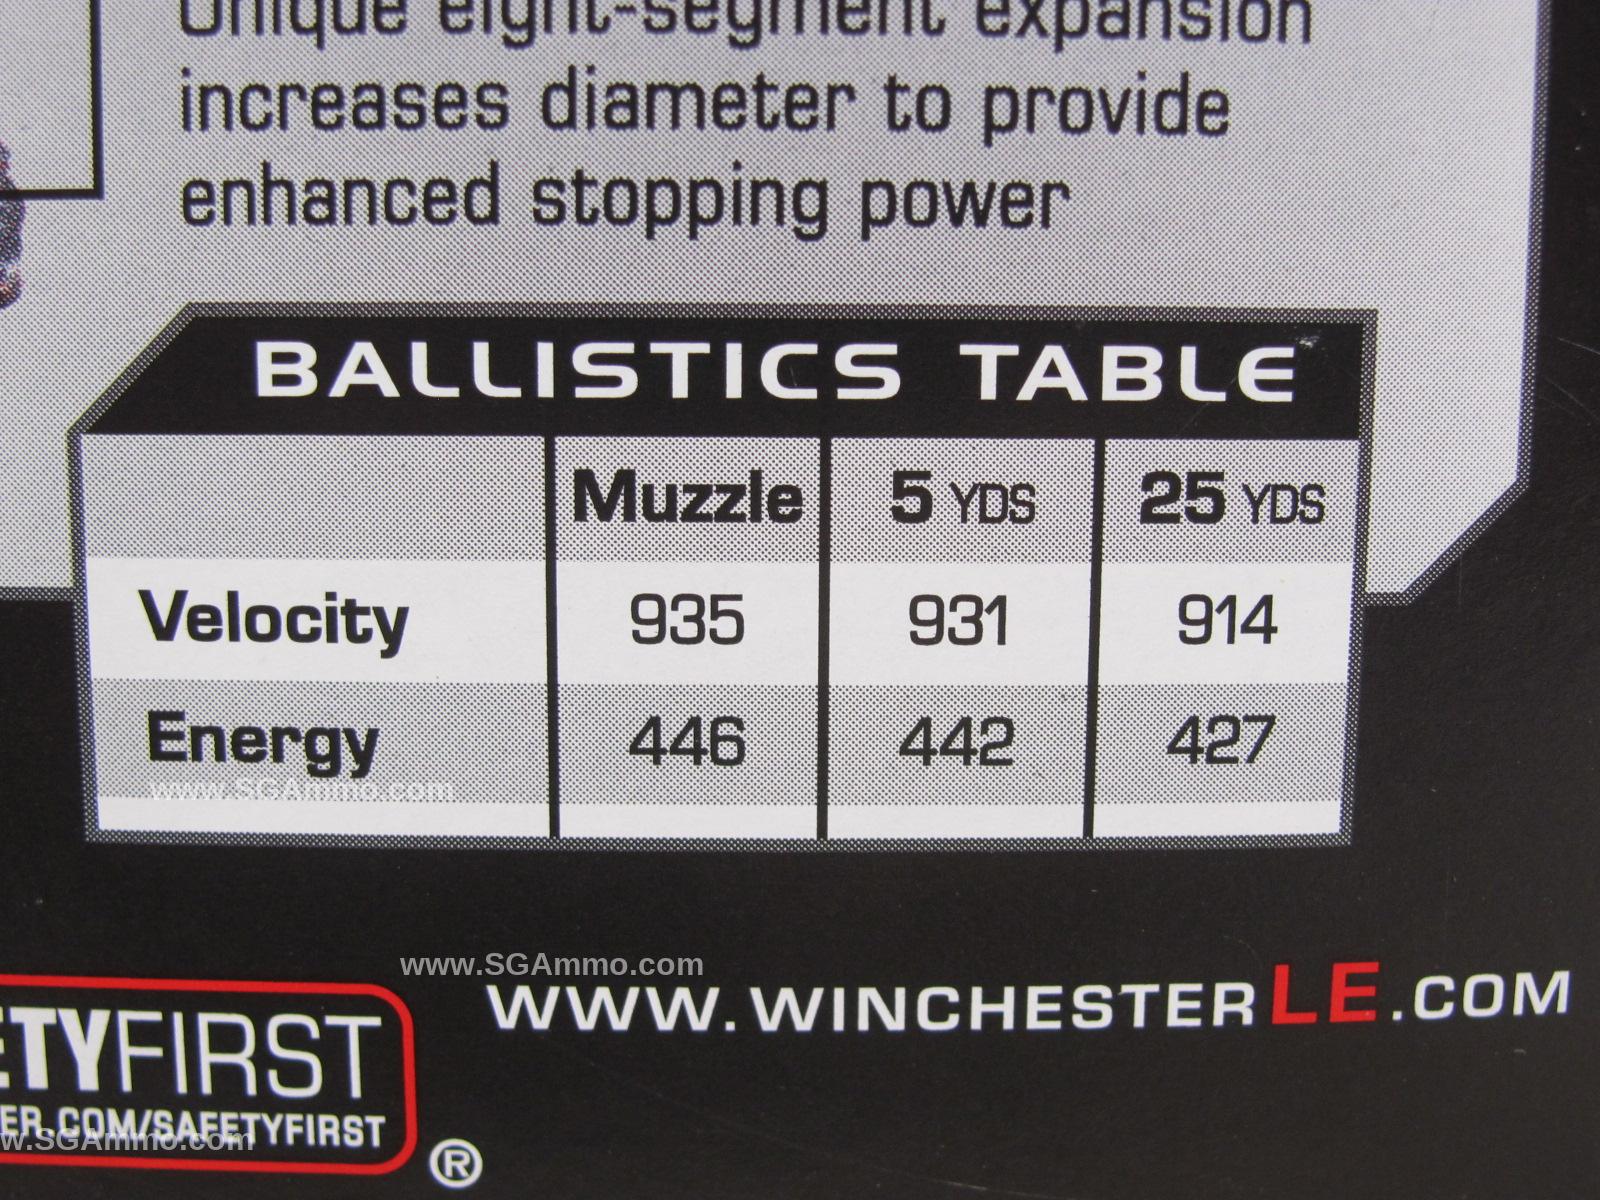 Unique eight-segment expansion
increases diameter to provide
enhanced stopping power
BALLISTICS TABLE
Muzzle 5 YDS 25 YDS
Velocity 935 931 914
Energy 446 442 427
www.SGAmmo.com
www.SGAmmo.com
WWW.WINCHESTERLE.COM
ETYFIRST
ER.COM/SAFETYFIRST
w.SGAmmo.com
®